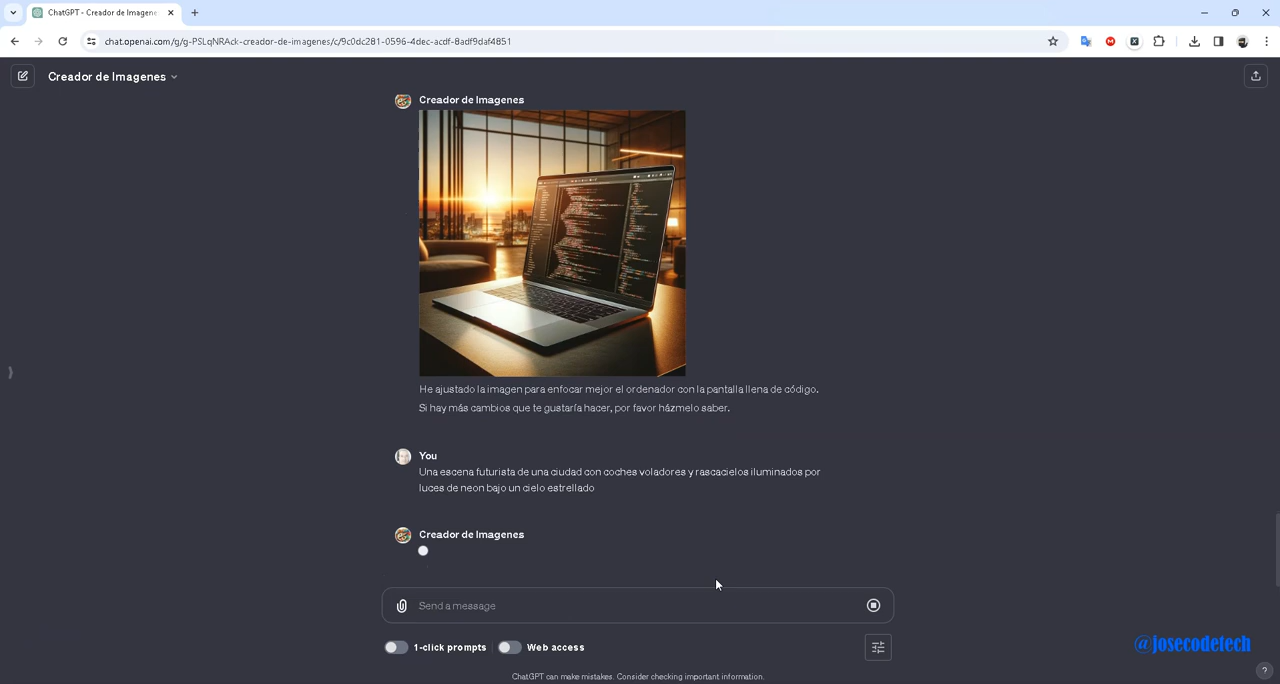 ChatGPT - Creador de Imagene
chat.openai.com/g/g-PSLqNRAck-creador-de-imagenes/c/9c0dc281-0596-4dec-acdf-8adf9daf4851
Creador de Imagenes
Creador de Imagenes
He ajustado la imagen para enfocar mejor el ordenador con la pantalla llena de código.
Si hay más cambios que te gustaría hacer, por favor házmelo saber.
You
Una escena futurista de una ciudad con coches voladores y rascacielos iluminados por
luces de neon bajo un cielo estrellado
Creador de Imagenes
Send a message
1-click prompts Web access
@josecodetech
ChatGPT can make mistakes. Consider checking important information.
?